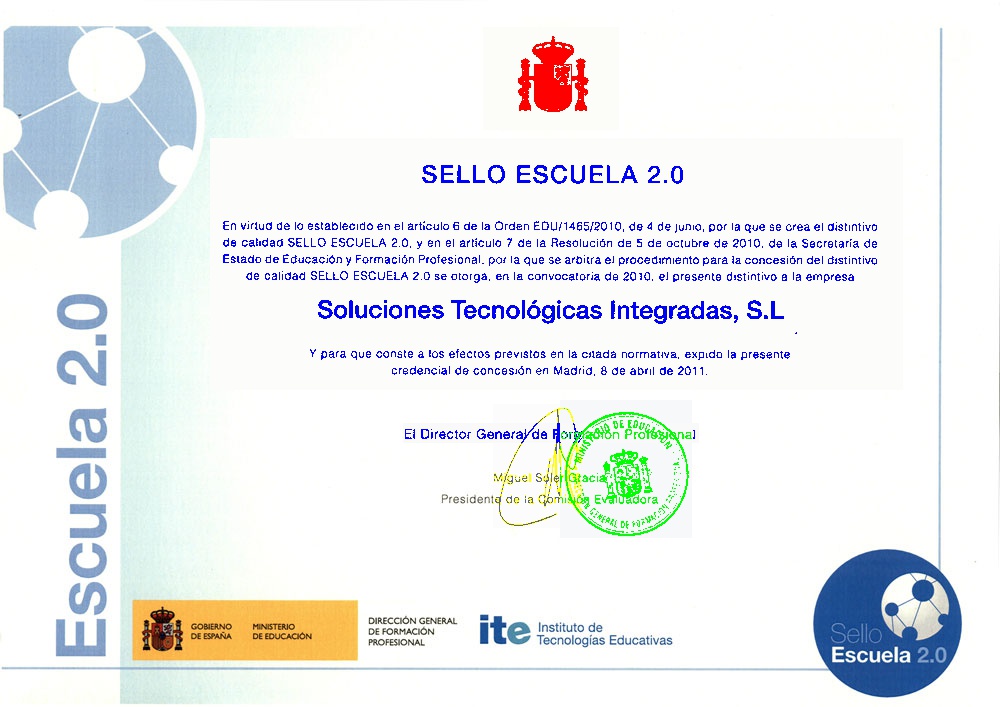 SELLO ESCUELA 2.0
En virtud de lo establecido en el artículo 6 de la Orden EDU/1465/2010, de 4 de junio, por la que se crea el distintivo
de calidad SELLO ESCUELA 2.0, y en el artículo 7 de la Resolución de 5 de octubre de 2010, de la Secretaría de
Estado de Educación y Formación Profesional, por la que se arbitra el procedimiento para la concesión del distintivo
de calidad SELLO ESCUELA 2.0 se otorga, en la convocatoria de 2010, el presente distintivo a la empresa
Soluciones Tecnológicas Integradas, S.L
Y para que conste a los efectos previstos en la citada normativa, expido la presente
credencial de concesión en Madrid, 8 de abril de 2011.
El Director General de Formación Profesional
MINISTERIO DE EDUCACIÓN
GENERAL DE FORMACIÓN
Miguel Soler Gracia
Presidente de la Comisión Evaluadora
Escuela 2.0
GOBIERNO
DE ESPAÑA
MINISTERIO
DE EDUCACIÓN
DIRECCIÓN GENERAL
DE FORMACIÓN
PROFESIONAL
ite Instituto de
Tecnologías Educativas
Sello
Escuela 2.0